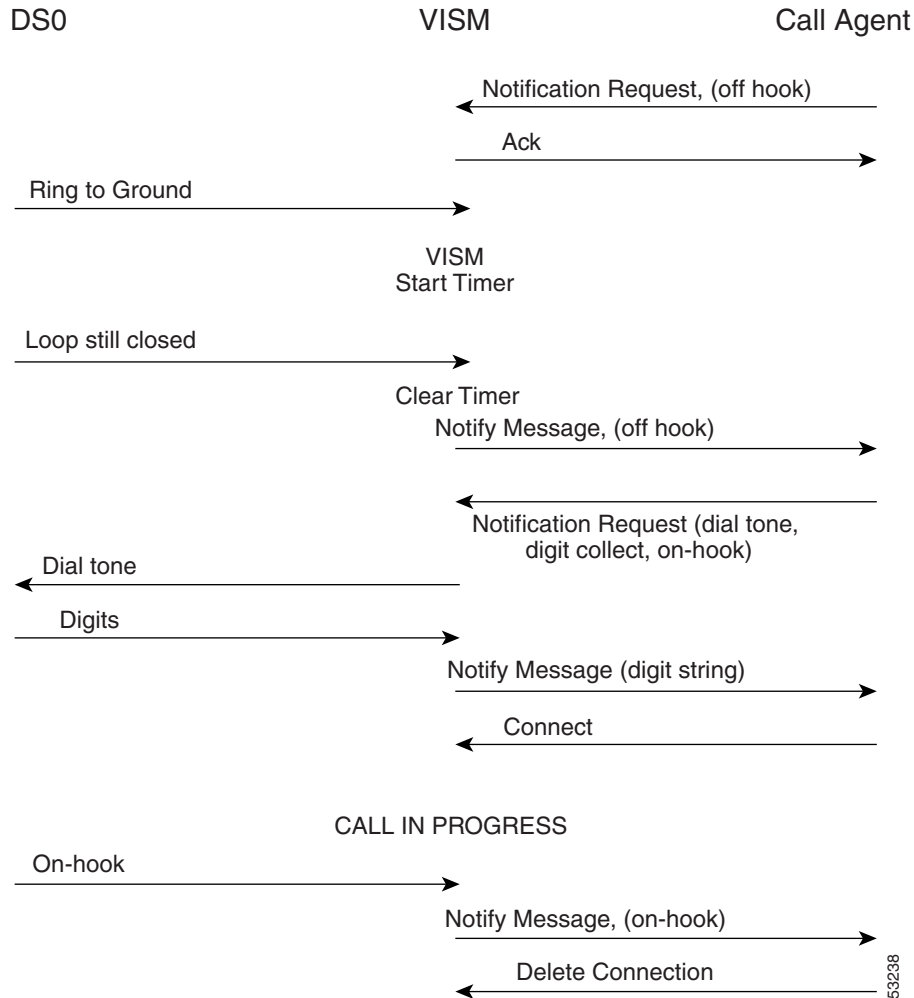 DS0 VISM Call Agent
Notification Request, (off hook)
Ack
Ring to Ground
VISM
Start Timer
Loop still closed
Clear Timer
Notify Message, (off hook)
Notification Request (dial tone,
digit collect, on-hook)
Dial tone
Digits
Notify Message (digit string)
Connect
CALL IN PROGRESS
On-hook
Notify Message, (on-hook)
Delete Connection
53238